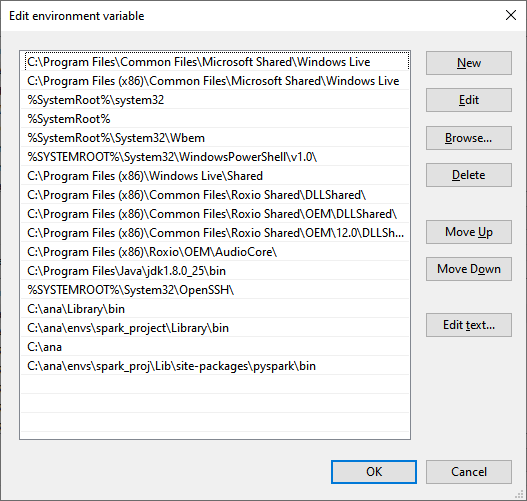 Edit environment variable
C:\Program Files\Common Files\Microsoft Shared\Windows Live
C:\Program Files (x86)\Common Files\Microsoft Shared\Windows Live
%SystemRoot%\system32
%SystemRoot%
%SystemRoot%\System32\Wbem
%SYSTEMROOT%\System32\WindowsPowerShell\v1.0\
C:\Program Files (x86)\Windows Live\Shared
C:\Program Files (x86)\Common Files\Roxio Shared\DLLShared\
C:\Program Files (x86)\Common Files\Roxio Shared\OEM\DLLShared\
C:\Program Files (x86)\Common Files\Roxio Shared\OEM\12.0\DLLSh...
C:\Program Files (x86)\Roxio\OEM\AudioCore\
C:\Program Files\Java\jdk1.8.0_25\bin
%SYSTEMROOT%\System32\OpenSSH\
C:\ana\Library\bin
C:\ana\envs\spark_project\Library\bin
C:\ana
C:\ana\envs\spark_proj\Lib\site-packages\pyspark\bin
New
Edit
Browse...
Delete
Move Up
Move Down
Edit text...
OK
Cancel